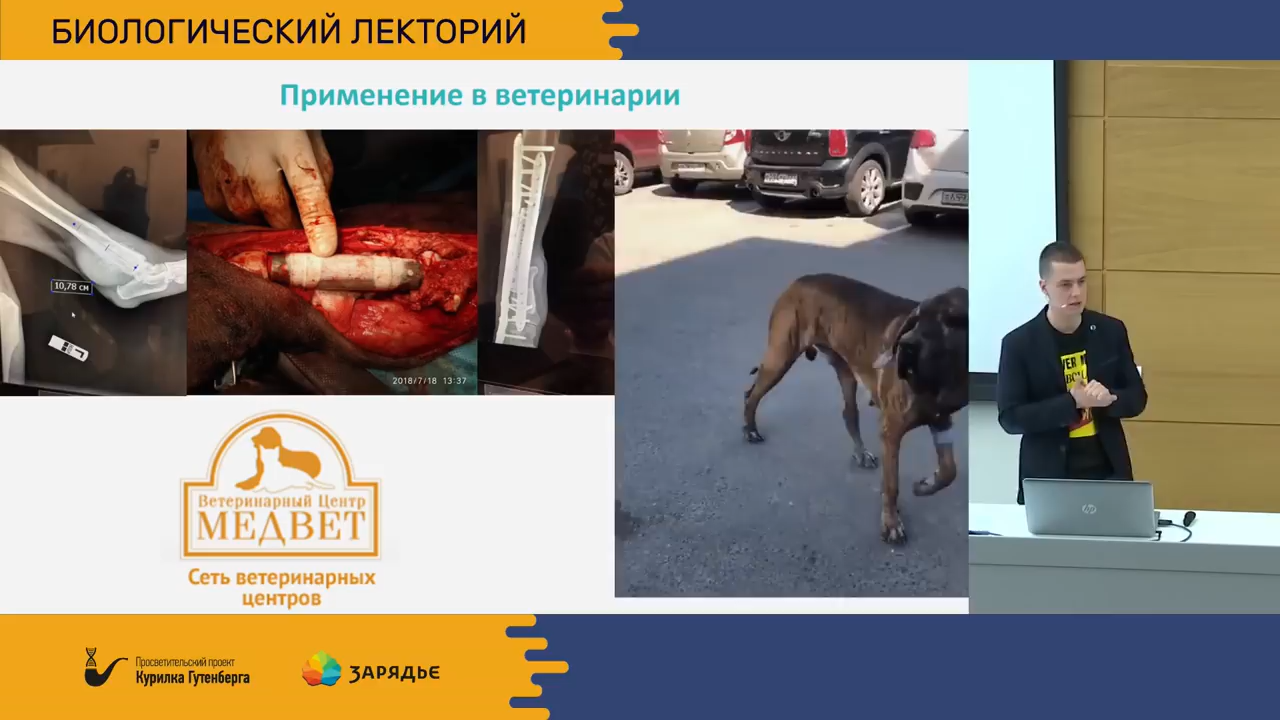 БИОЛОГИЧЕСКИЙ ЛЕКТОРИЙ
Применение в ветеринарии
10,78 см
2018/7/18 13:37
Ветеринарный Центр
МЕДВЕТ
Сеть ветеринарных
центров
hp
Просветительский проект
Курилка Гутенберга
ЗАРЯДЬЕ